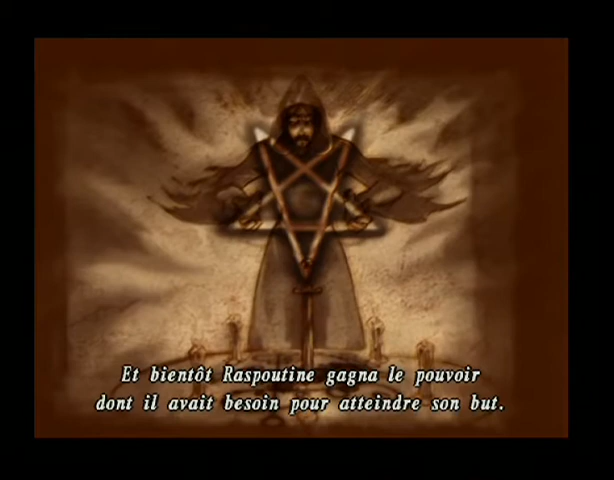 Et bientôt Raspoutine gagna le pouvoir
dont il avait besoin pour atteindre son but.